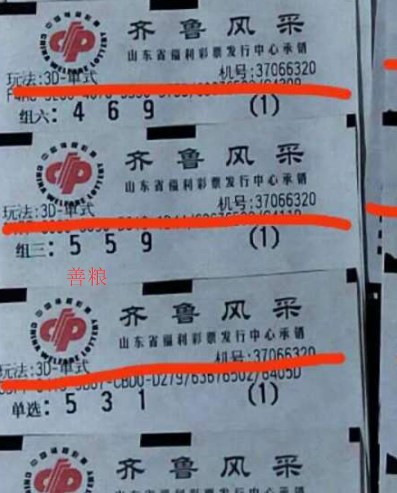 齐鲁风采
山东省福利彩票发行中心承销
玩法:3D-单式 机号:37066320
组六: 4 6 9 (1)
齐鲁风采
山东省福利彩票发行中心承销
玩法:3D-单式 机号:37066320
组三: 5 5 9 (1)
善粮
齐鲁风采
山东省福利彩票发行中心承销
玩法:3D-单式 机号:37066320
单选: 5 3 1 (1)
齐鲁风采